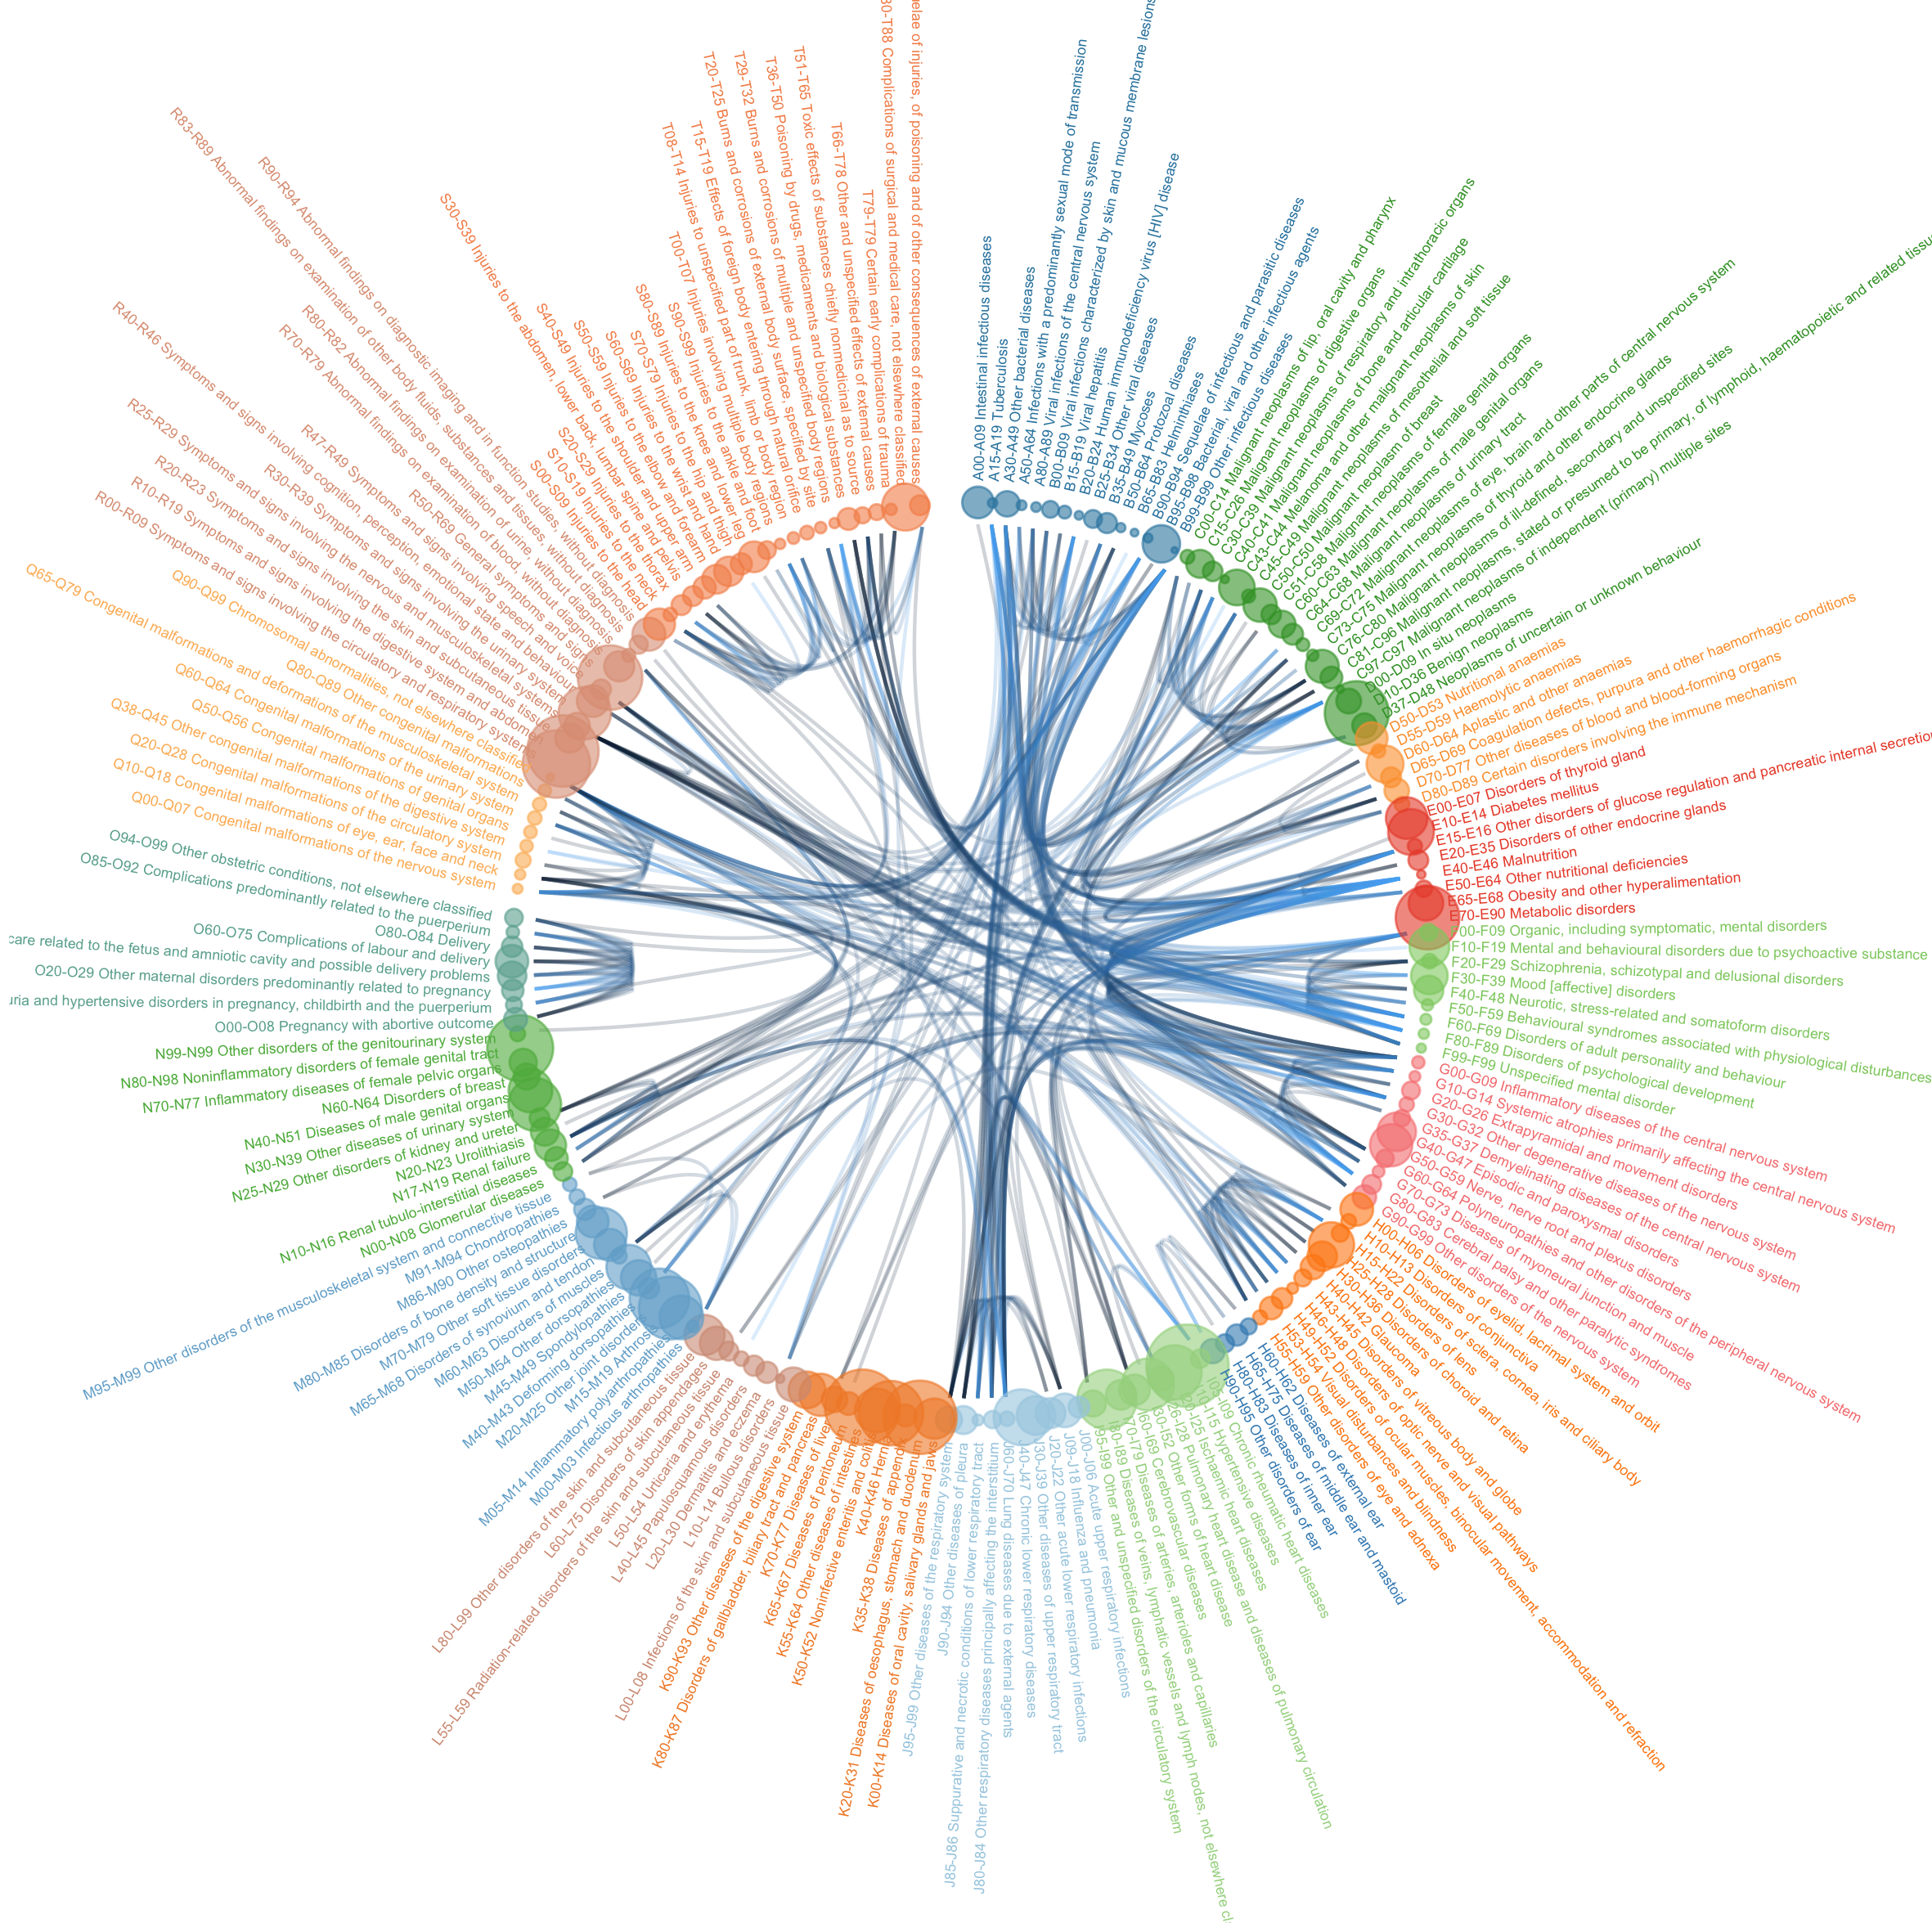 A00-A09 Intestinal infectious diseases
A15-A19 Tuberculosis
A30-A49 Other bacterial diseases
A50-A64 Infections with a predominantly sexual mode of transmission
A80-A89 Viral infections of the central nervous system
B00-B09 Viral infections characterized by skin and mucous membrane lesions
B15-B19 Viral hepatitis
B20-B24 Human immunodeficiency virus [HIV] disease
B25-B34 Other viral diseases
B35-B49 Mycoses
B50-B64 Protozoal diseases
B65-B83 Helminthiases
B90-B94 Sequelae of infectious and parasitic diseases
B95-B98 Bacterial, viral and other infectious agents
B99-B99 Other infectious diseases
C00-C14 Malignant neoplasms of lip, oral cavity and pharynx
C15-C26 Malignant neoplasms of digestive organs
C30-C39 Malignant neoplasms of respiratory and intrathoracic organs
C40-C41 Malignant neoplasms of bone and articular cartilage
C43-C44 Melanoma and other malignant neoplasms of skin
C45-C49 Malignant neoplasms of mesothelial and soft tissue
C50-C50 Malignant neoplasm of breast
C51-C58 Malignant neoplasms of female genital organs
C60-C63 Malignant neoplasms of male genital organs
C64-C68 Malignant neoplasms of urinary tract
C69-C72 Malignant neoplasms of eye, brain and other parts of central nervous system
C73-C75 Malignant neoplasms of thyroid and other endocrine glands
C76-C80 Malignant neoplasms of ill-defined, secondary and unspecified sites
C81-C96 Malignant neoplasms, stated or presumed to be primary, of lymphoid, haematopoietic and related tissue
C97-C97 Malignant neoplasms of independent (primary) multiple sites
D00-D09 In situ neoplasms
D10-D36 Benign neoplasms
D37-D48 Neoplasms of uncertain or unknown behaviour
D50-D53 Nutritional anaemias
D55-D59 Haemolytic anaemias
D60-D64 Aplastic and other anaemias
D65-D69 Coagulation defects, purpura and other haemorrhagic conditions
D70-D77 Other diseases of blood and blood-forming organs
D80-D89 Certain disorders involving the immune mechanism
E00-E07 Disorders of thyroid gland
E10-E14 Diabetes mellitus
E15-E16 Other disorders of glucose regulation and pancreatic internal secretion
E20-E35 Disorders of other endocrine glands
E40-E46 Malnutrition
E50-E64 Other nutritional deficiencies
E65-E68 Obesity and other hyperalimentation
E70-E90 Metabolic disorders
F00-F09 Organic, including symptomatic, mental disorders
F10-F19 Mental and behavioural disorders due to psychoactive substance
F20-F29 Schizophrenia, schizotypal and delusional disorders
F30-F39 Mood [affective] disorders
F40-F48 Neurotic, stress-related and somatoform disorders
F50-F59 Behavioural syndromes associated with physiological disturbances
F60-F69 Disorders of adult personality and behaviour
F80-F89 Disorders of psychological development
F99-F99 Unspecified mental disorder
G00-G09 Inflammatory diseases of the central nervous system
G10-G14 Systemic atrophies primarily affecting the central nervous system
G20-G26 Extrapyramidal and movement disorders
G30-G32 Other degenerative diseases of the nervous system
G35-G37 Demyelinating diseases of the central nervous system
G40-G47 Episodic and paroxysmal disorders
G50-G59 Nerve, nerve root and plexus disorders
G60-G64 Polyneuropathies and other disorders of the peripheral nervous system
G70-G73 Diseases of myoneural junction and muscle
G80-G83 Cerebral palsy and other paralytic syndromes
G90-G99 Other disorders of the nervous system
H00-H06 Disorders of eyelid, lacrimal system and orbit
H10-H13 Disorders of conjunctiva
H15-H22 Disorders of sclera, cornea, iris and ciliary body
H25-H28 Disorders of lens
H30-H36 Disorders of choroid and retina
H40-H42 Glaucoma
H43-H45 Disorders of vitreous body and globe
H46-H48 Disorders of optic nerve and visual pathways
H49-H52 Disorders of ocular muscles, binocular movement, accommodation and refraction
H53-H54 Visual disturbances and blindness
H55-H59 Other disorders of eye and adnexa
H60-H62 Diseases of external ear
H65-H75 Diseases of middle ear and mastoid
H80-H83 Diseases of inner ear
H90-H95 Other disorders of ear
I09 Chronic rheumatic heart diseases
I15 Hypertensive diseases
I25 Ischaemic heart diseases
I26-I28 Pulmonary heart disease and diseases of pulmonary circulation
I30-I52 Other forms of heart disease
I60-I69 Cerebrovascular diseases
I70-I79 Diseases of arteries, arterioles and capillaries
I80-I89 Diseases of veins, lymphatic vessels and lymph nodes, not elsewhere
I95-I99 Other and unspecified disorders of the circulatory system
J00-J06 Acute upper respiratory infections
J09-J18 Influenza and pneumonia
J20-J22 Other acute lower respiratory infections
J30-J39 Other diseases of upper respiratory tract
J40-J47 Chronic lower respiratory diseases
J60-J70 Lung diseases due to external agents
J80-J84 Other respiratory diseases principally affecting the interstitium
J85-J86 Suppurative and necrotic conditions of lower respiratory tract
J90-J94 Other diseases of pleura
J95-J99 Other diseases of the respiratory system
K00-K14 Diseases of oral cavity, salivary glands and jaws
K20-K31 Diseases of oesophagus, stomach and duodenum
K35-K38 Diseases of appendix
K40-K46 Hernia
K50-K52 Noninfective enteritis and colitis
K55-K64 Other diseases of intestines
K65-K67 Diseases of peritoneum
K70-K77 Diseases of liver
K80-K87 Disorders of gallbladder, biliary tract and pancreas
K90-K93 Other diseases of the digestive system
L00-L08 Infections of the skin and subcutaneous tissue
L10-L14 Bullous disorders
L20-L30 Dermatitis and eczema
L40-L45 Papulosquamous disorders
L50-L54 Urticaria and erythema
L55-L59 Radiation-related disorders of the skin and subcutaneous tissue
L60-L75 Disorders of skin appendages
L80-L99 Other disorders of the skin and subcutaneous tissue
M00-M03 Infectious arthropathies
M05-M14 Inflammatory polyarthropathies
M15-M19 Arthrosis
M20-M25 Other joint disorders
M40-M43 Deforming dorsopathies
M45-M49 Spondylopathies
M50-M54 Other dorsopathies
M60-M63 Disorders of muscles
M65-M68 Disorders of synovium and tendon
M70-M79 Other soft tissue disorders
M80-M85 Disorders of bone density and structure
M86-M90 Other osteopathies
M91-M94 Chondropathies
M95-M99 Other disorders of the musculoskeletal system and connective tissue
N00-N08 Glomerular diseases
N10-N16 Renal tubulo-interstitial diseases
N17-N19 Renal failure
N20-N23 Urolithiasis
N25-N29 Other disorders of kidney and ureter
N30-N39 Other diseases of urinary system
N40-N51 Diseases of male genital organs
N60-N64 Disorders of breast
N70-N77 Inflammatory diseases of female pelvic organs
N80-N98 Noninflammatory disorders of female genital tract
N99-N99 Other disorders of the genitourinary system
O00-O08 Pregnancy with abortive outcome
uria and hypertensive disorders in pregnancy, childbirth and the puerperium
O20-O29 Other maternal disorders predominantly related to pregnancy
care related to the fetus and amniotic cavity and possible delivery problems
O60-O75 Complications of labour and delivery
O80-O84 Delivery
O85-O92 Complications predominantly related to the puerperium
O94-O99 Other obstetric conditions, not elsewhere classified
Q00-Q07 Congenital malformations of the nervous system
Q10-Q18 Congenital malformations of eye, ear, face and neck
Q20-Q28 Congenital malformations of the circulatory system
Q38-Q45 Other congenital malformations of the digestive system
Q50-Q56 Congenital malformations of genital organs
Q60-Q64 Congenital malformations of the urinary system
Q65-Q79 Congenital malformations and deformations of the musculoskeletal system
Q80-Q89 Other congenital malformations
Q90-Q99 Chromosomal abnormalities, not elsewhere classified
R00-R09 Symptoms and signs involving the circulatory and respiratory systems
R10-R19 Symptoms and signs involving the digestive system and abdomen
R20-R23 Symptoms and signs involving the skin and subcutaneous tissue
R25-R29 Symptoms and signs involving the nervous and musculoskeletal systems
R30-R39 Symptoms and signs involving the urinary system
R40-R46 Symptoms and signs involving cognition, perception, emotional state and behaviour
R47-R49 Symptoms and signs involving speech and voice
R50-R69 General symptoms and signs
R70-R79 Abnormal findings on examination of blood, without diagnosis
R80-R82 Abnormal findings on examination of urine, without diagnosis
R83-R89 Abnormal findings on examination of other body fluids, substances and tissues, without diagnosis
R90-R94 Abnormal findings on diagnostic imaging and in function studies, without diagnosis
S00-S09 Injuries to the head
S10-S19 Injuries to the neck
S20-S29 Injuries to the thorax
S30-S39 Injuries to the abdomen, lower back, lumbar spine and pelvis
S40-S49 Injuries to the shoulder and upper arm
S50-S59 Injuries to the elbow and forearm
S60-S69 Injuries to the wrist and hand
S70-S79 Injuries to the hip and thigh
S80-S89 Injuries to the knee and lower leg
S90-S99 Injuries to the ankle and foot
T00-T07 Injuries involving multiple body regions
T08-T14 Injuries to unspecified part of trunk, limb or body region
T15-T19 Effects of foreign body entering through natural orifice
T20-T25 Burns and corrosions of external body surface, specified by site
T29-T32 Burns and corrosions of multiple and unspecified body regions
T36-T50 Poisoning by drugs, medicaments and biological substances
T51-T65 Toxic effects of substances chiefly nonmedicinal as to source
T66-T78 Other and unspecified effects of external causes
T79-T79 Certain early complications of trauma
80-T88 Complications of surgical and medical care, not elsewhere classified
elae of injuries, of poisoning and of other consequences of external causes